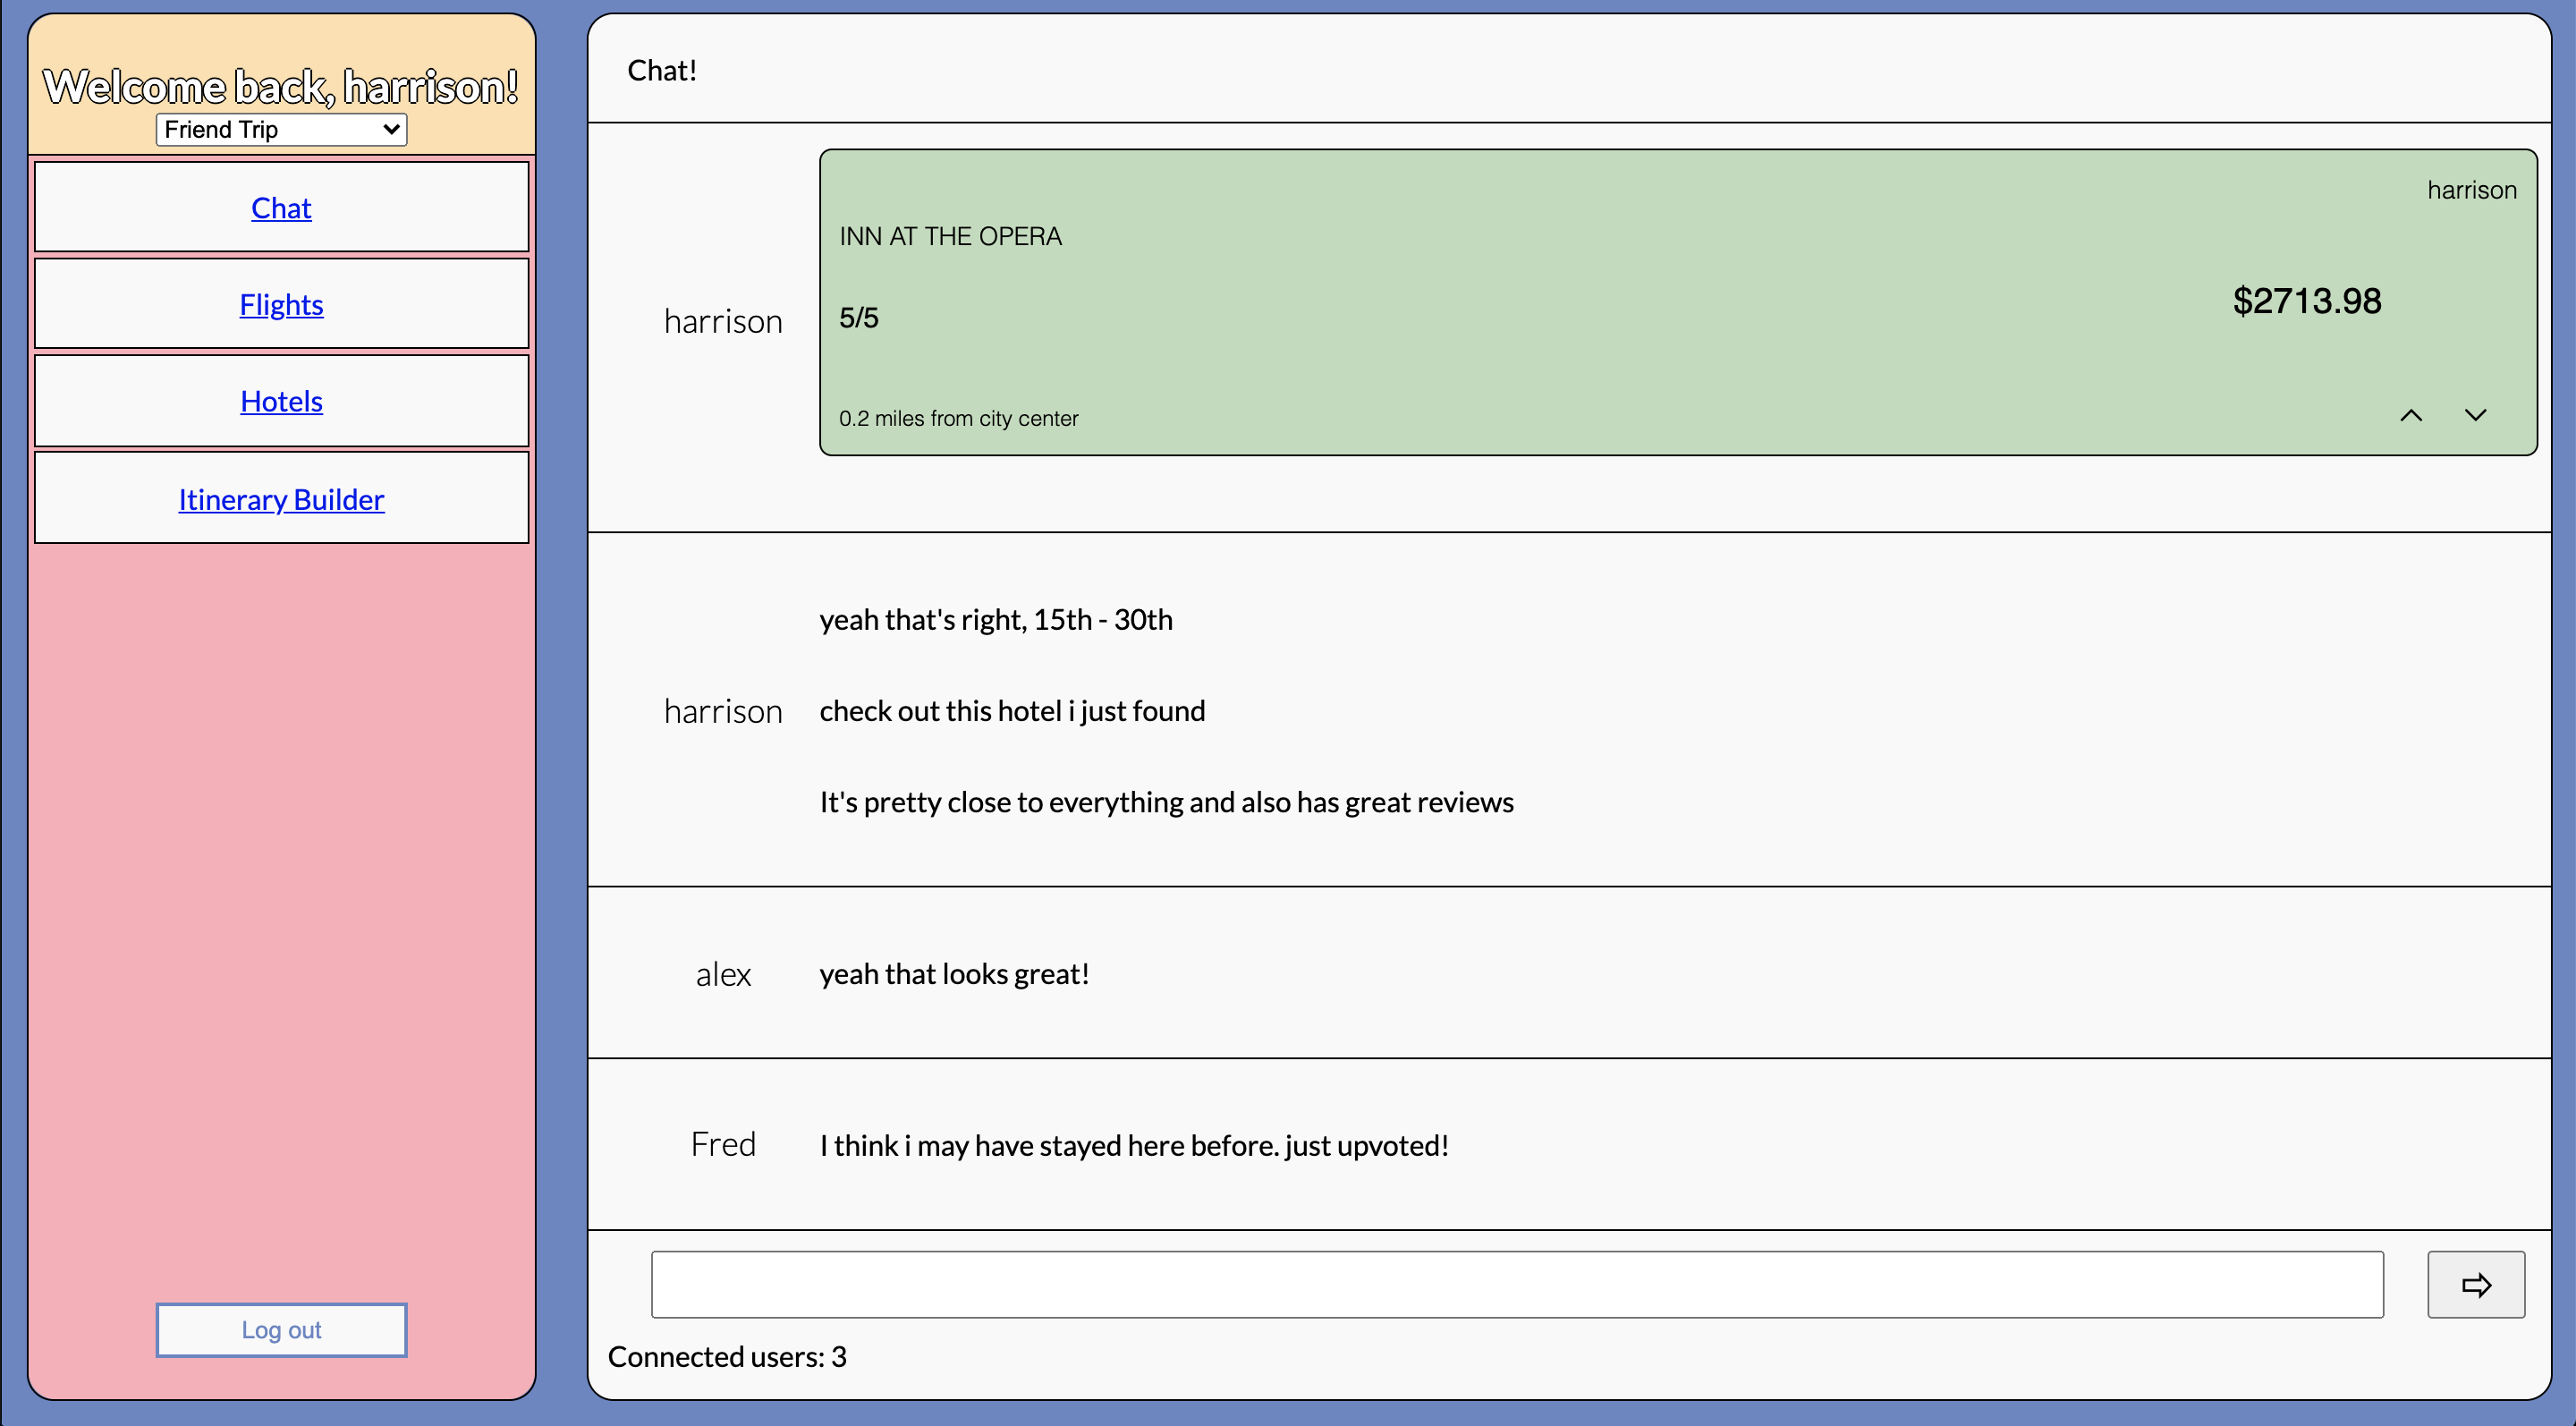 Welcome back, harrison!
Friend Trip
Chat
Flights
Hotels
Itinerary Builder
Log out
Chat!
harrison
harrison
INN AT THE OPERA
5/5
$2713.98
0.2 miles from city center
harrison
yeah that's right, 15th - 30th
check out this hotel i just found
It's pretty close to everything and also has great reviews
alex
yeah that looks great!
Fred
I think i may have stayed here before. just upvoted!
Connected users: 3